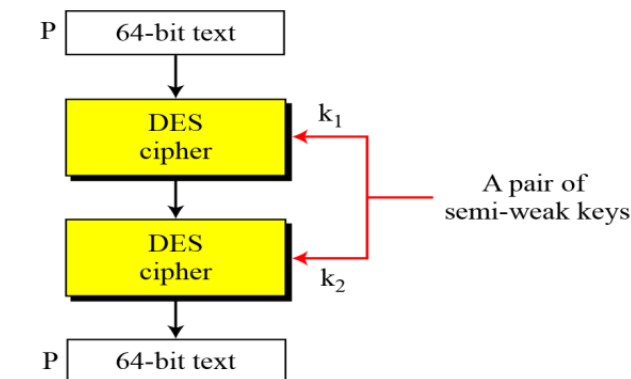 P 64-bit text
DES
cipher
k₁
A pair of
semi-weak keys
DES
cipher
k₂
P 64-bit text